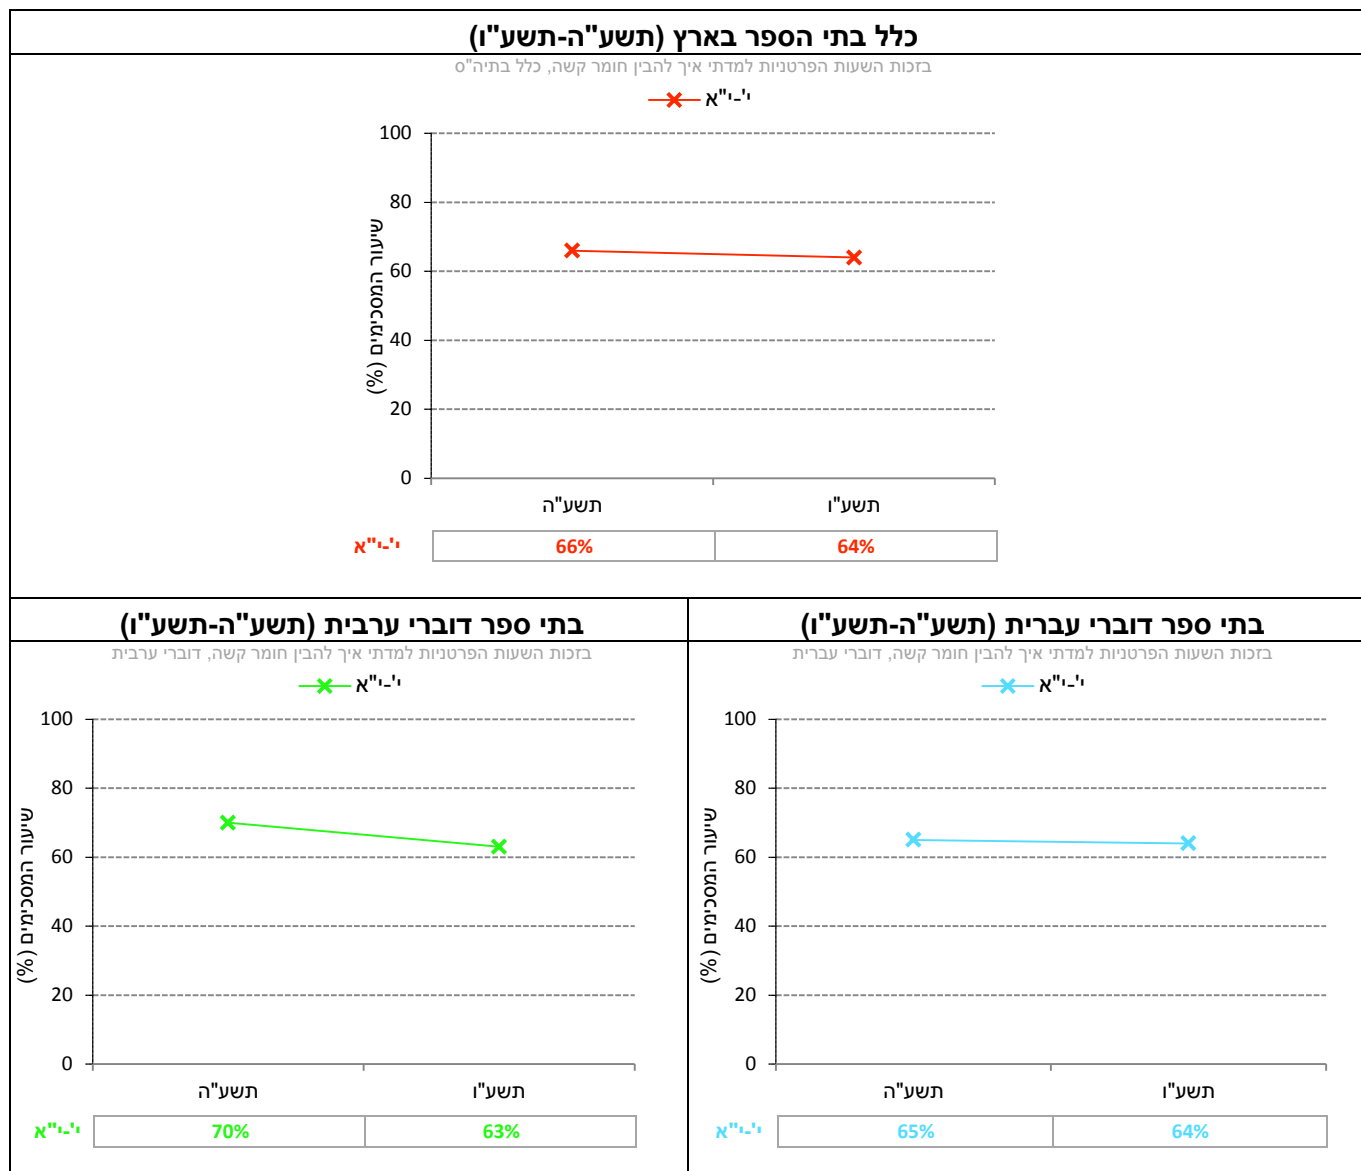 כלל בתי הספר בארץ (תשע"ה-תשע"ו)
בזכות השעות הפרטניות למדתי איך להבין חומר קשה, כלל בתיה"ס
י'-י"א
100
80
60
40
20
0
שיעור המסכימים (%)
תשע"ה תשע"ו
י'-י"א 66% 64%
בתי ספר דוברי עברית (תשע"ה-תשע"ו)
בזכות השעות הפרטניות למדתי איך להבין חומר קשה, דוברי עברית
י'-י"א
100
80
60
40
20
0
שיעור המסכימים (%)
תשע"ה תשע"ו
י'-י"א 65% 64%
בתי ספר דוברי ערבית (תשע"ה-תשע"ו)
בזכות השעות הפרטניות למדתי איך להבין חומר קשה, דוברי ערבית
י'-י"א
100
80
60
40
20
0
שיעור המסכימים (%)
תשע"ה תשע"ו
י'-י"א 70% 63%